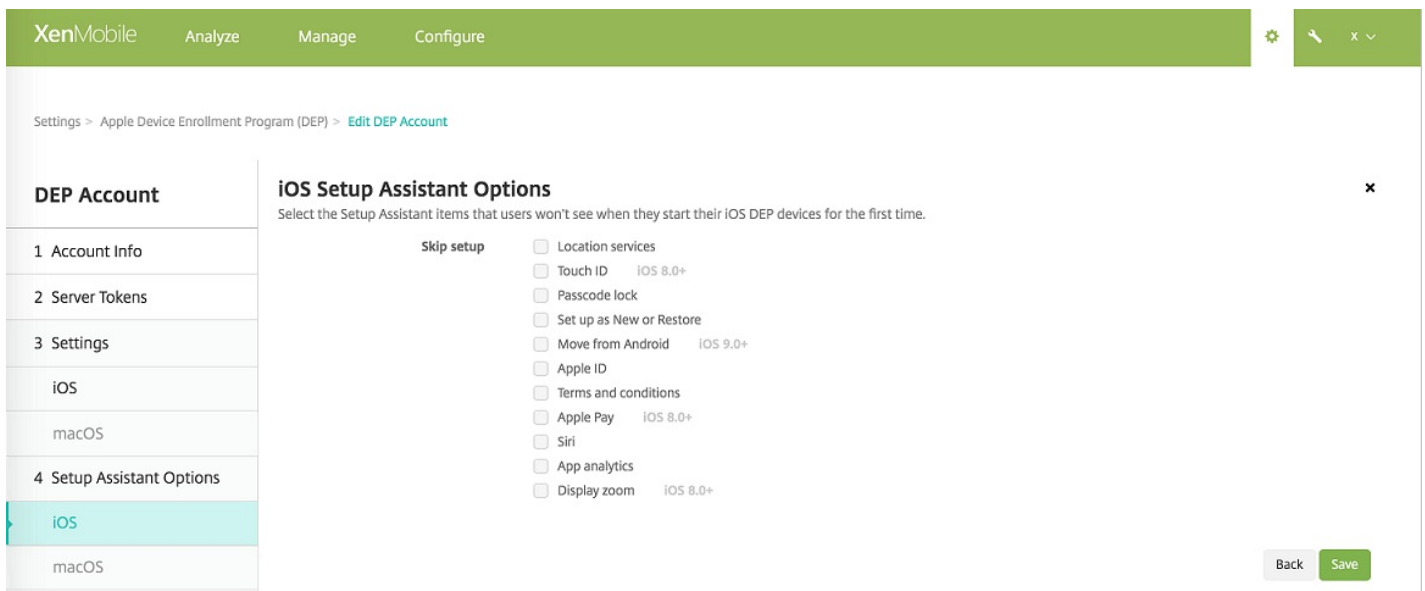 XenMobile Analyze Manage Configure x
Settings > Apple Device Enrollment Program (DEP) > Edit DEP Account
DEP Account
1 Account Info
2 Server Tokens
3 Settings
iOS
macOS
4 Setup Assistant Options
iOS
macOS
iOS Setup Assistant Options
Select the Setup Assistant items that users won't see when they start their iOS DEP devices for the first time.
Skip setup Location services
Touch ID iOS 8.0+
Passcode lock
Set up as New or Restore
Move from Android iOS 9.0+
Apple ID
Terms and conditions
Apple Pay iOS 8.0+
Siri
App analytics
Display zoom iOS 8.0+
Back Save